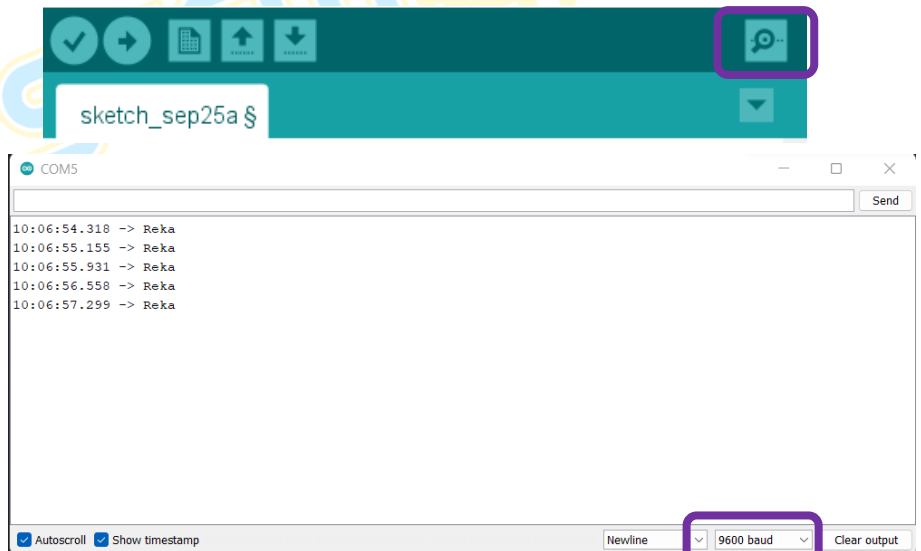 sketch_sep25a §
COM5
Send
10:06:54.318 -> Reka
10:06:55.155 -> Reka
10:06:55.931 -> Reka
10:06:56.558 -> Reka
10:06:57.299 -> Reka
Autoscroll Show timestamp Newline 9600 baud Clear output